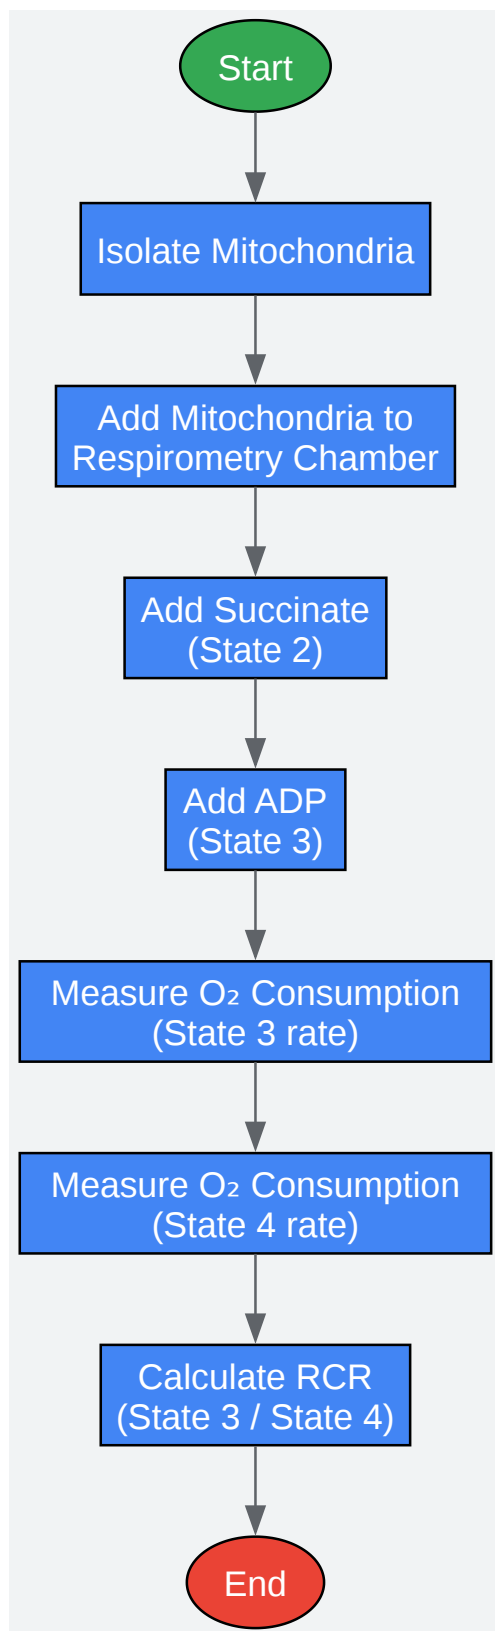 Start
Isolate Mitochondria
Add Mitochondria to
Respirometry Chamber
Add Succinate
(State 2)
Add ADP
(State 3)
Measure O₂ Consumption
(State 3 rate)
Measure O₂ Consumption
(State 4 rate)
Calculate RCR
(State 3 / State 4)
End